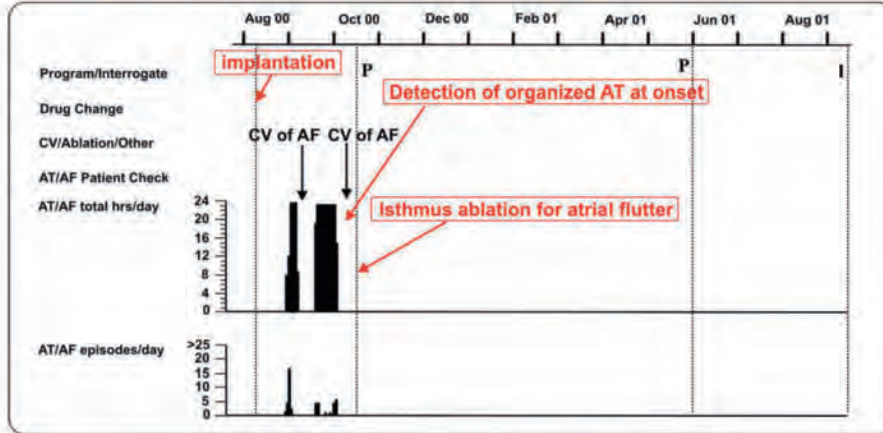 Aug 00 Oct 00 Dec 00 Feb 01 Apr 01 Jun 01 Aug 01
implantation
Program/Interrogate P P I
Detection of organized AT at onset
Drug Change
CV/Ablation/Other CV of AF CV of AF
AT/AF Patient Check
AT/AF total hrs/day
Isthmus ablation for atrial flutter
24
20
16
12
8
4
0
AT/AF episodes/day
>25
20
15
10
5
0